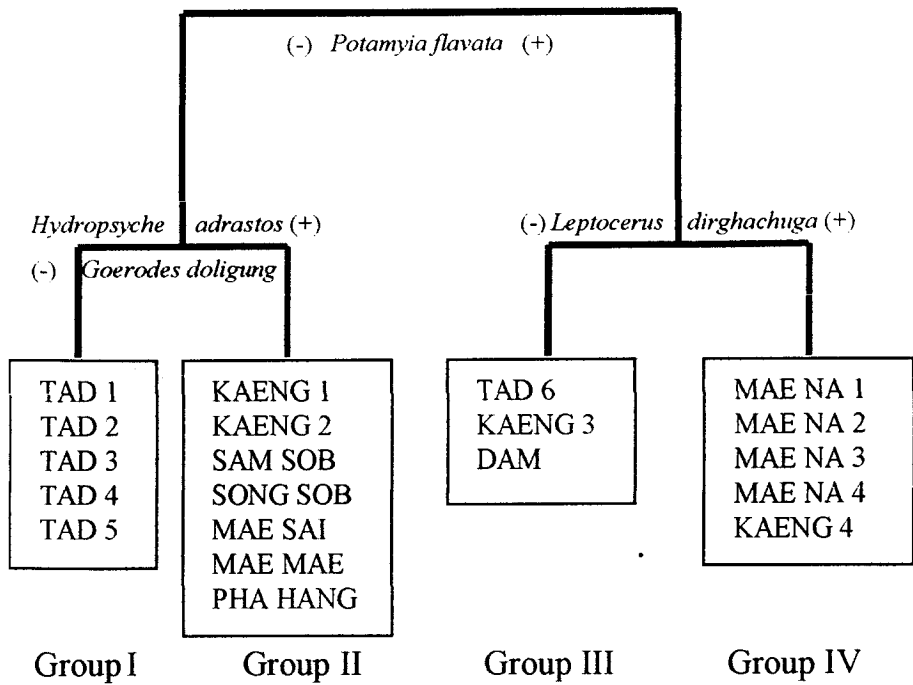 (-) Potamyia flavata (+)
Hydropsyche adrastos (+)
(-) Goerodes doligung
(-) Leptocerus dirghachuga (+)
TAD 1
TAD 2
TAD 3
TAD 4
TAD 5
KAENG 1
KAENG 2
SAM SOB
SONG SOB
MAE SAI
MAE MAE
PHA HANG
TAD 6
KAENG 3
DAM
MAE NA 1
MAE NA 2
MAE NA 3
MAE NA 4
KAENG 4
Group I
Group II
Group III
Group IV